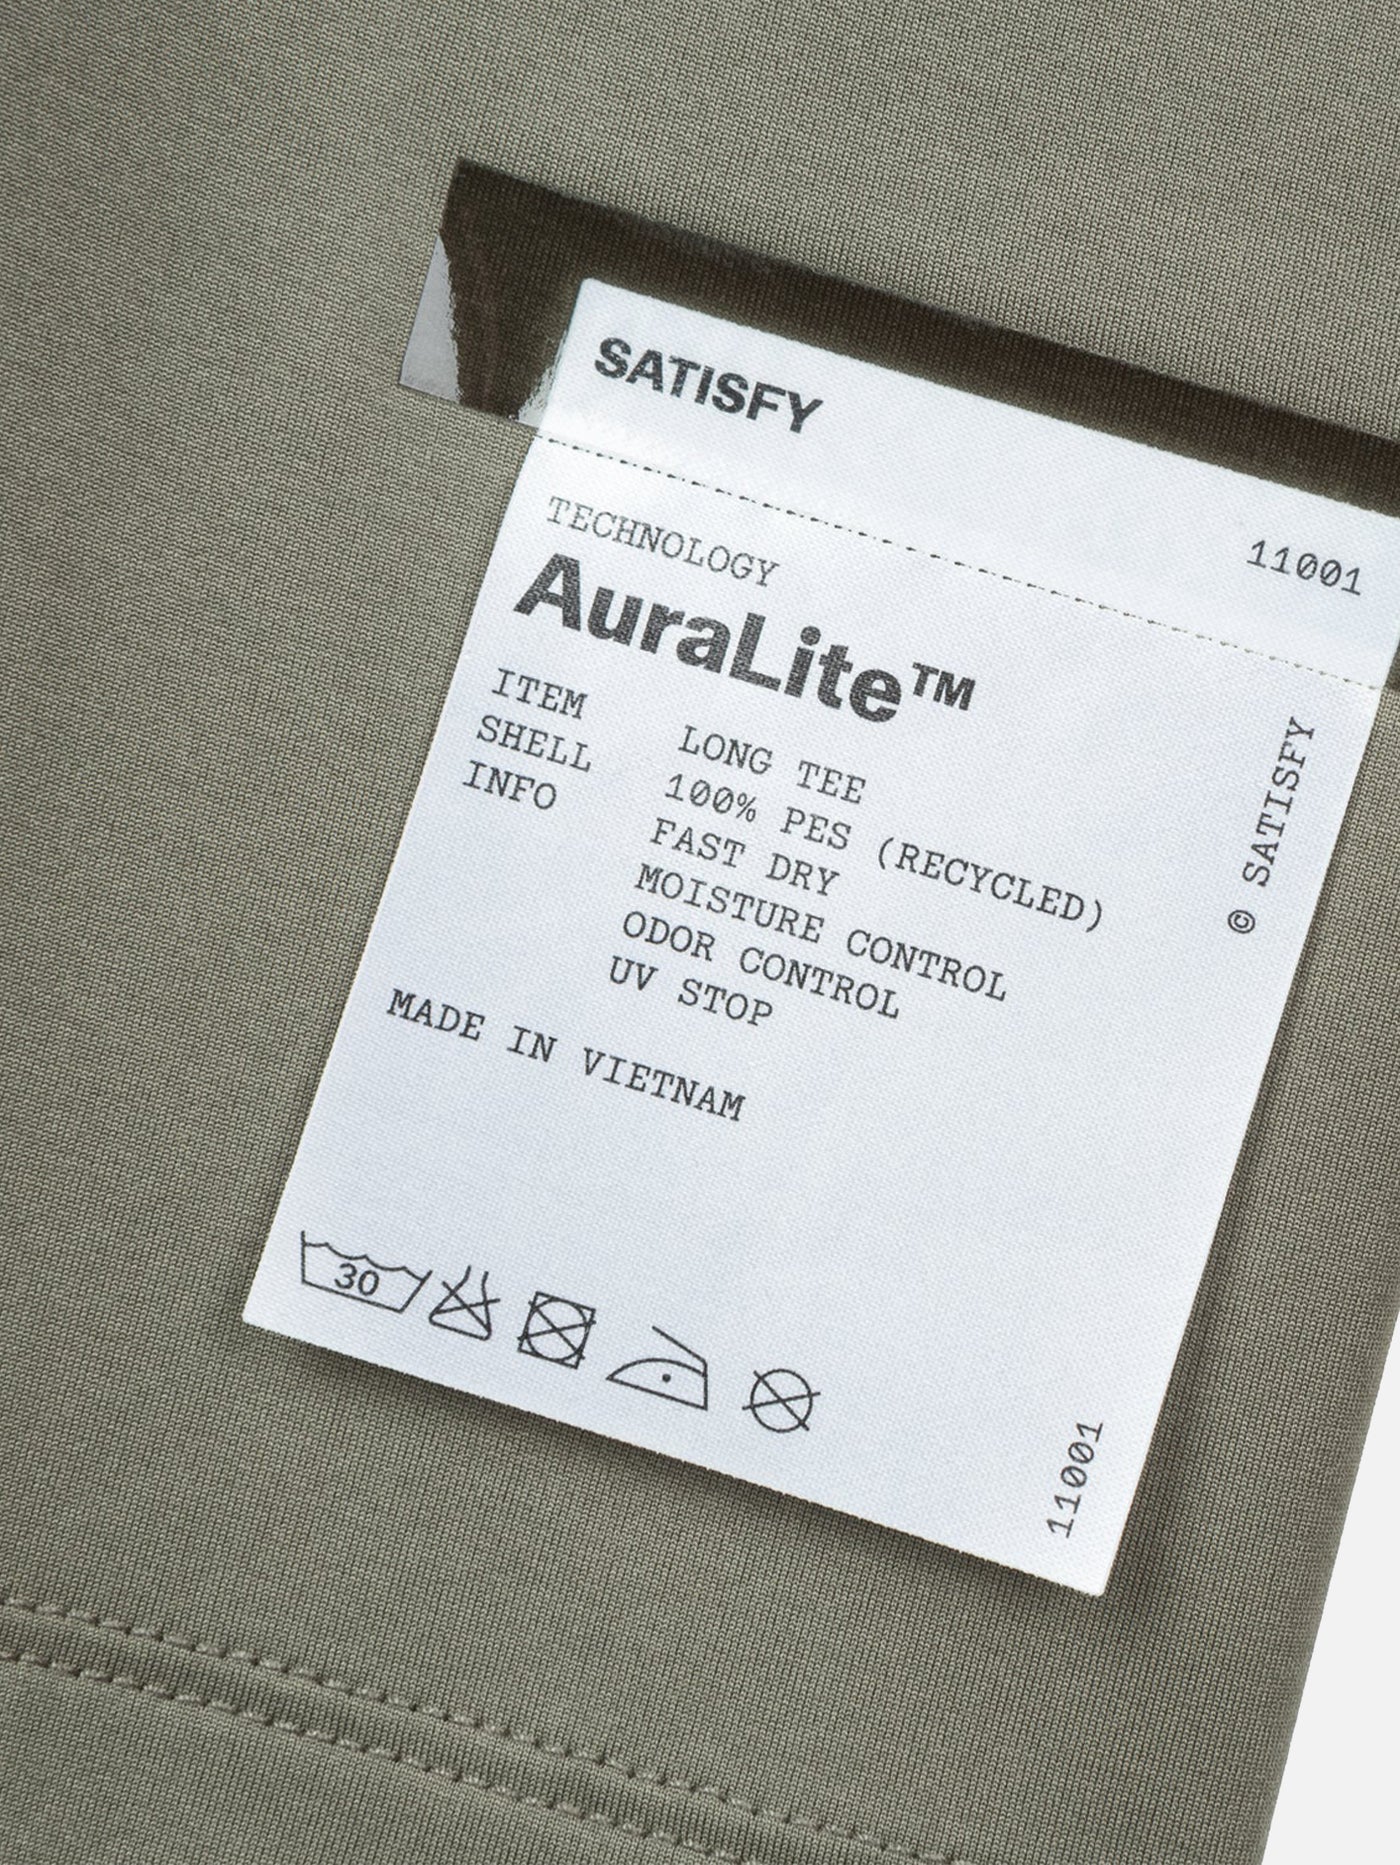 SATISFY
11001
TECHNOLOGY
AuraLite™
ITEM LONG TEE
SHELL 100% PES (RECYCLED)
INFO FAST DRY
MOISTURE CONTROL
ODOR CONTROL
UV STOP
MADE IN VIETNAM
© SATISFY
30
11001